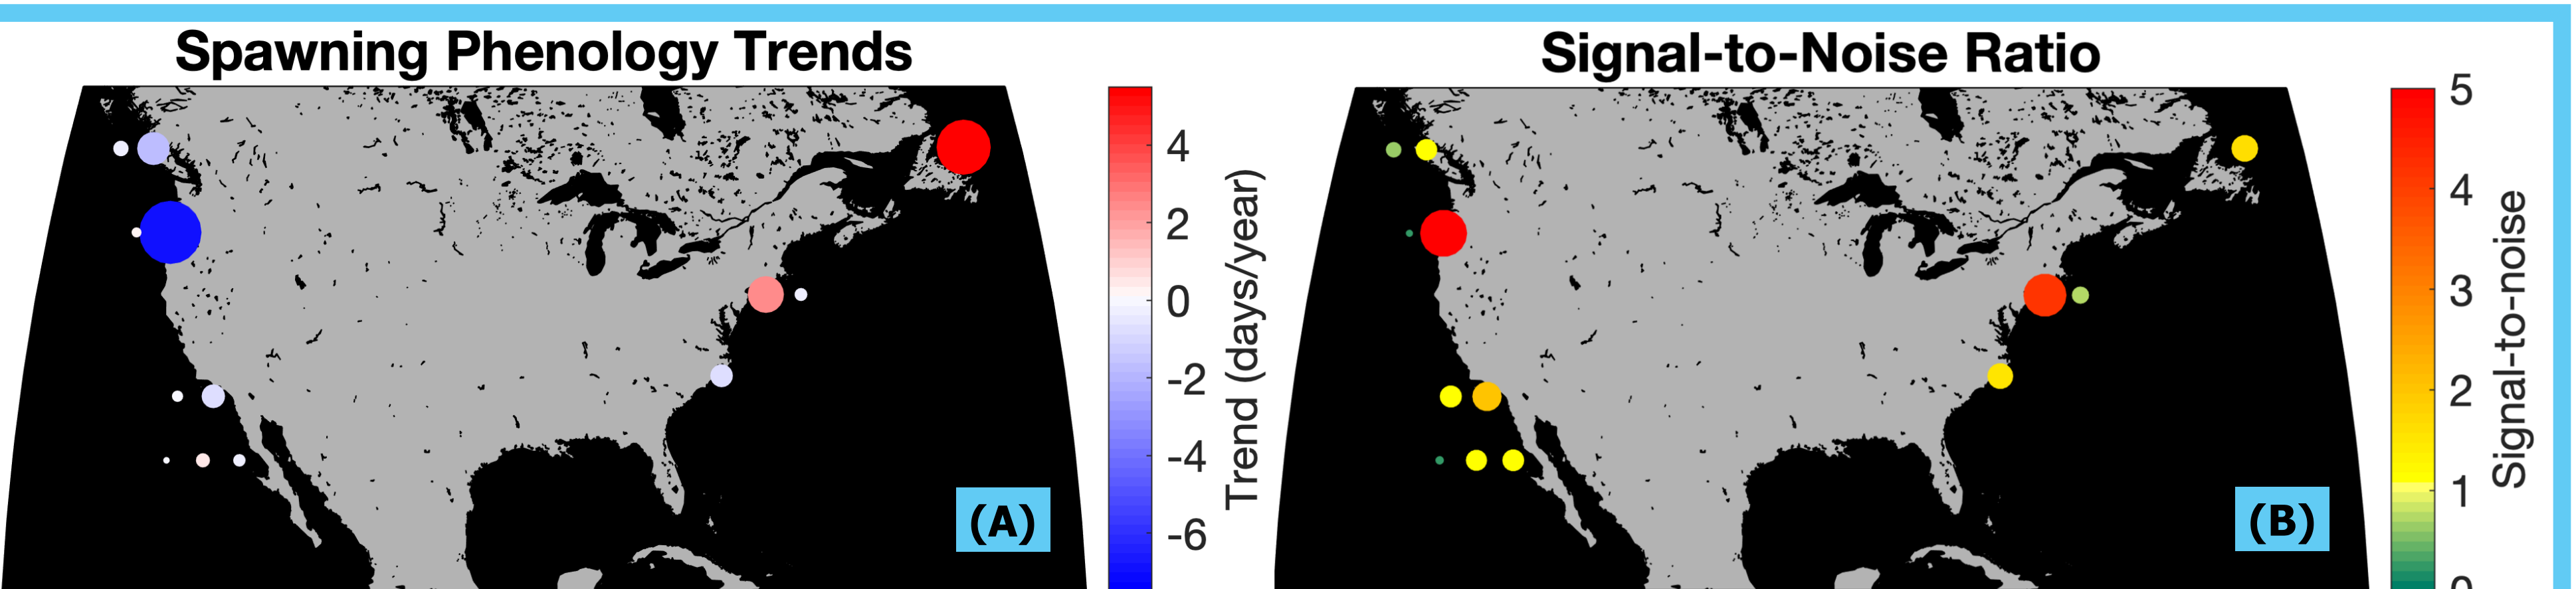 Spawning Phenology Trends
4
2
0
-2
-4
-6
Trend (days/year)
(A)
Signal-to-Noise Ratio
5
4
3
2
1
0
Signal-to-noise
(B)